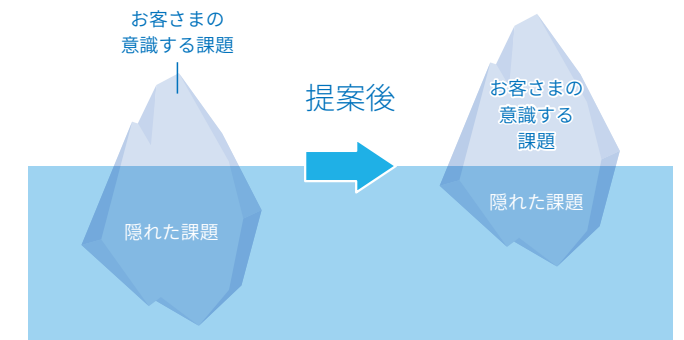 お客さまの
意識する課題
隠れた課題
提案後
お客さまの
意識する
課題
隠れた課題